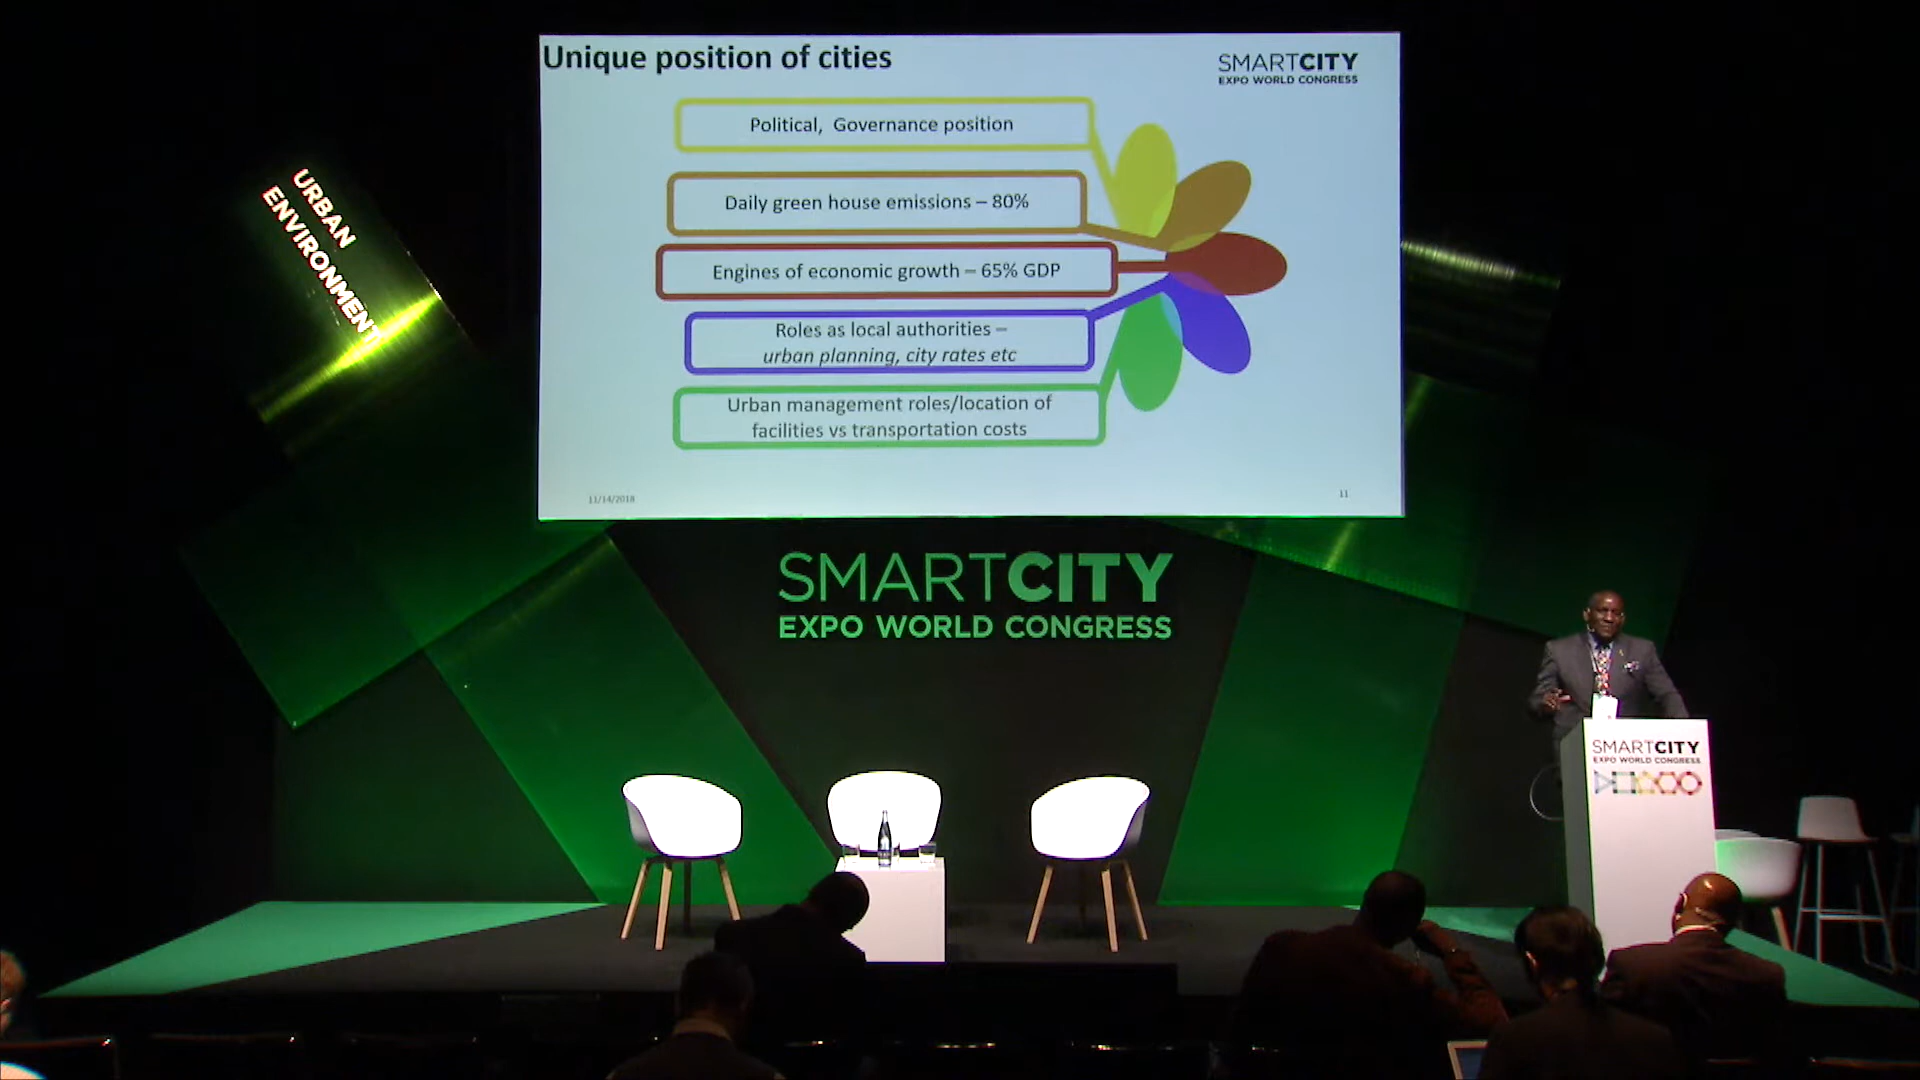 Unique position of cities
SMARTCITY
EXPO WORLD CONGRESS
Political,  Governance position
Daily green house emissions – 80%
Engines of economic growth – 65% GDP
Roles as local authorities –
urban planning, city rates etc
Urban management roles/location of
facilities vs transportation costs
11/14/2018
11
URBAN
ENVIRONMENT
SMARTCITY
EXPO WORLD CONGRESS
SMARTCITY
EXPO WORLD CONGRESS